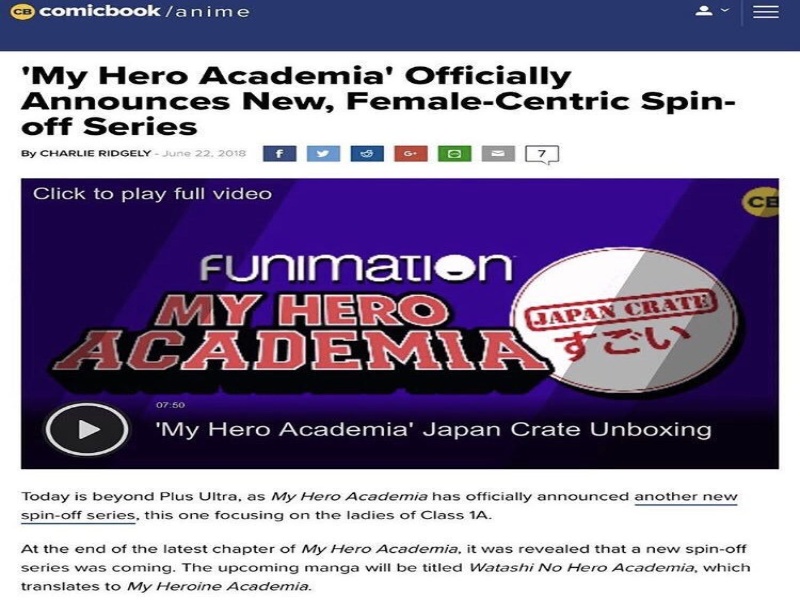 CB comicbook/anime
'My Hero Academia' Officially
Announces New, Female-Centric Spin-
off Series
By CHARLIE RIDGELY - June 22, 2018
f
G+
7
Click to play full video
CB
FUNIMATION
MY HERO
ACADEMIA
JAPAN CRATE
すごい
07:50
'My Hero Academia' Japan Crate Unboxing
Today is beyond Plus Ultra, as My Hero Academia has officially announced another new
spin-off series, this one focusing on the ladies of Class 1A.
At the end of the latest chapter of My Hero Academia, it was revealed that a new spin-off
series was coming. The upcoming manga will be titled Watashi No Hero Academia, which
translates to My Heroine Academia.